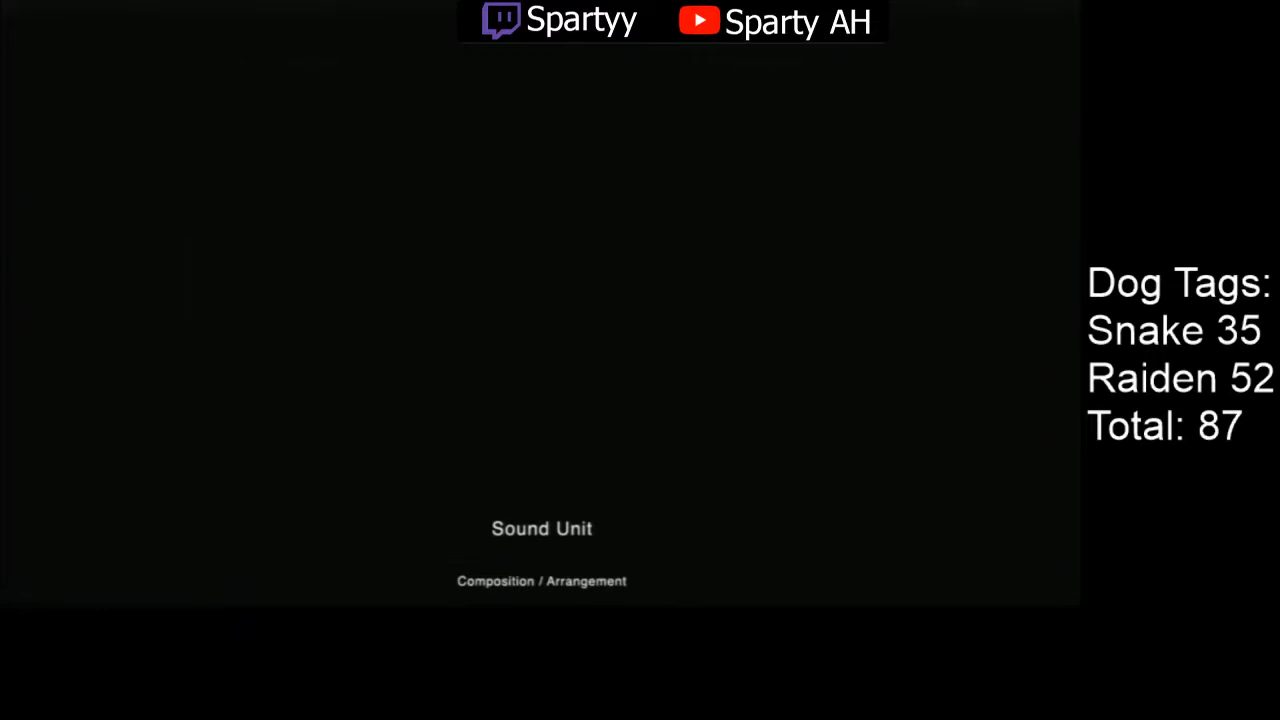 Spartyy Sparty AH
Dog Tags:
Snake 35
Raiden 52
Total: 87
Sound Unit
Composition / Arrangement